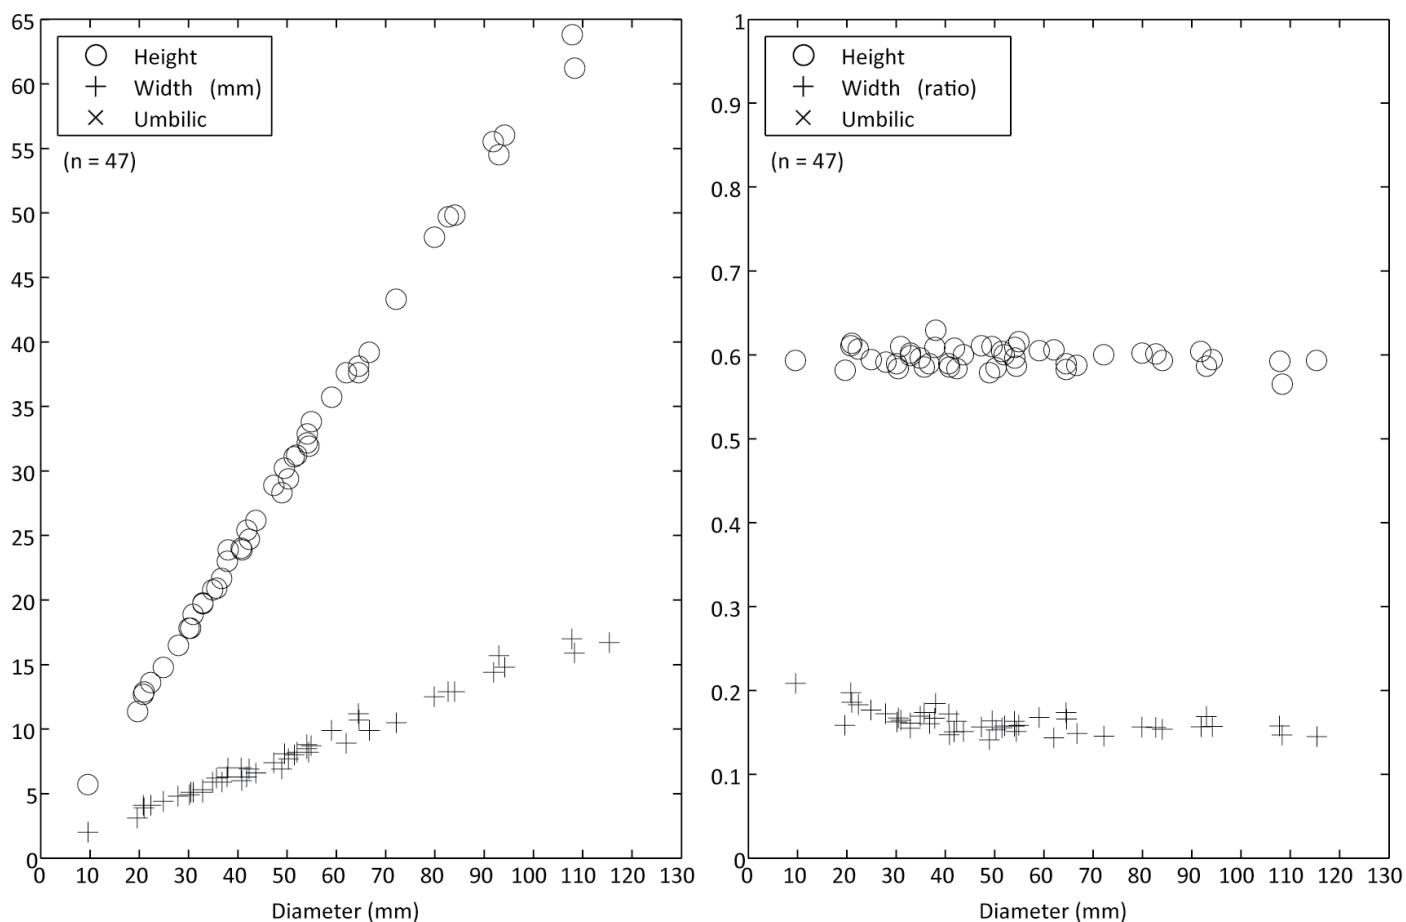 65
60
55
50
45
40
35
30
25
20
15
10
5
0
Height
Width (mm)
Umbilic
(n = 47)
0 10 20 30 40 50 60 70 80 90 100 110 120 130
Diameter (mm)
1
0.9
0.8
0.7
0.6
0.5
0.4
0.3
0.2
0.1
0
Height
Width (ratio)
Umbilic
(n = 47)
0 10 20 30 40 50 60 70 80 90 100 110 120 130
Diameter (mm)